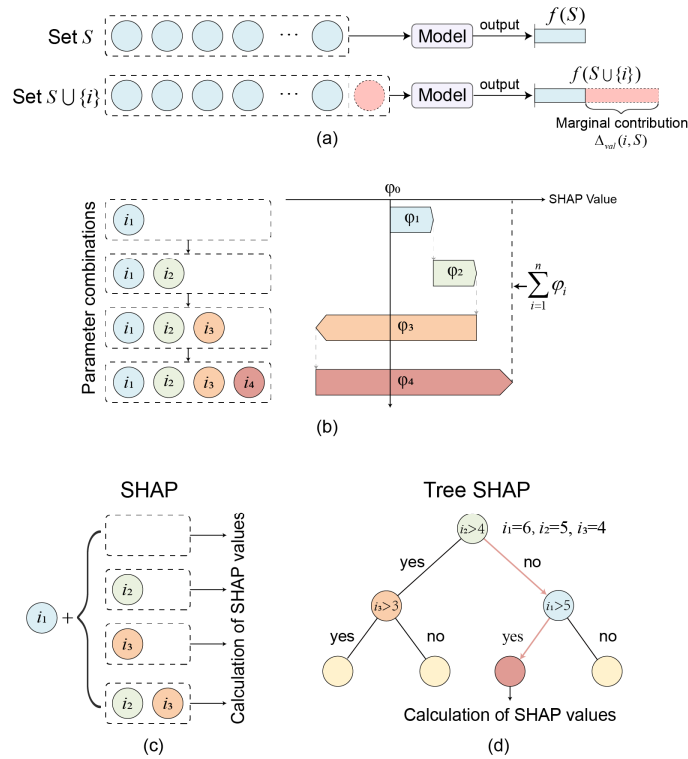 Set S ··· Model output f(S)
Set S∪{i} ··· Model output f(S∪{i})
Marginal contribution
Δval(i, S)
(a)
φ₀
SHAP Value
Parameter combinations
i₁
φ₁
i₁ i₂
φ₂
∑ⁿᵢ₌₁ φᵢ
i₁ i₂ i₃
φ₃
i₁ i₂ i₃ i₄
φ₄
(b)
SHAP
i₁ +
i₂
i₃
i₂ i₃
Calculation of SHAP values
(c)
Tree SHAP
i₂>4 i₁=6, i₂=5, i₃=4
yes no
i₃>3 i₁>5
yes no yes no
Calculation of SHAP values
(d)